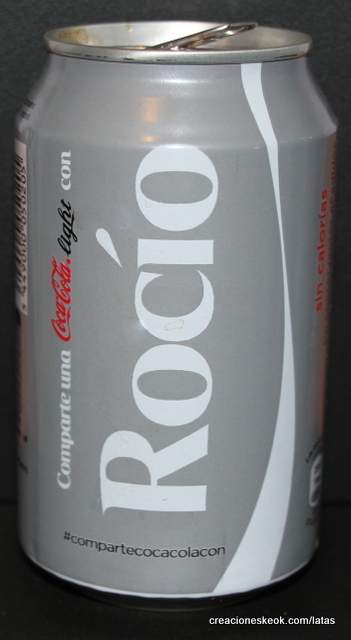 Comparte una Coca-Cola light con
Rocío
#compartecocacolacon
sin calorías
creacioneskeok.com/latas